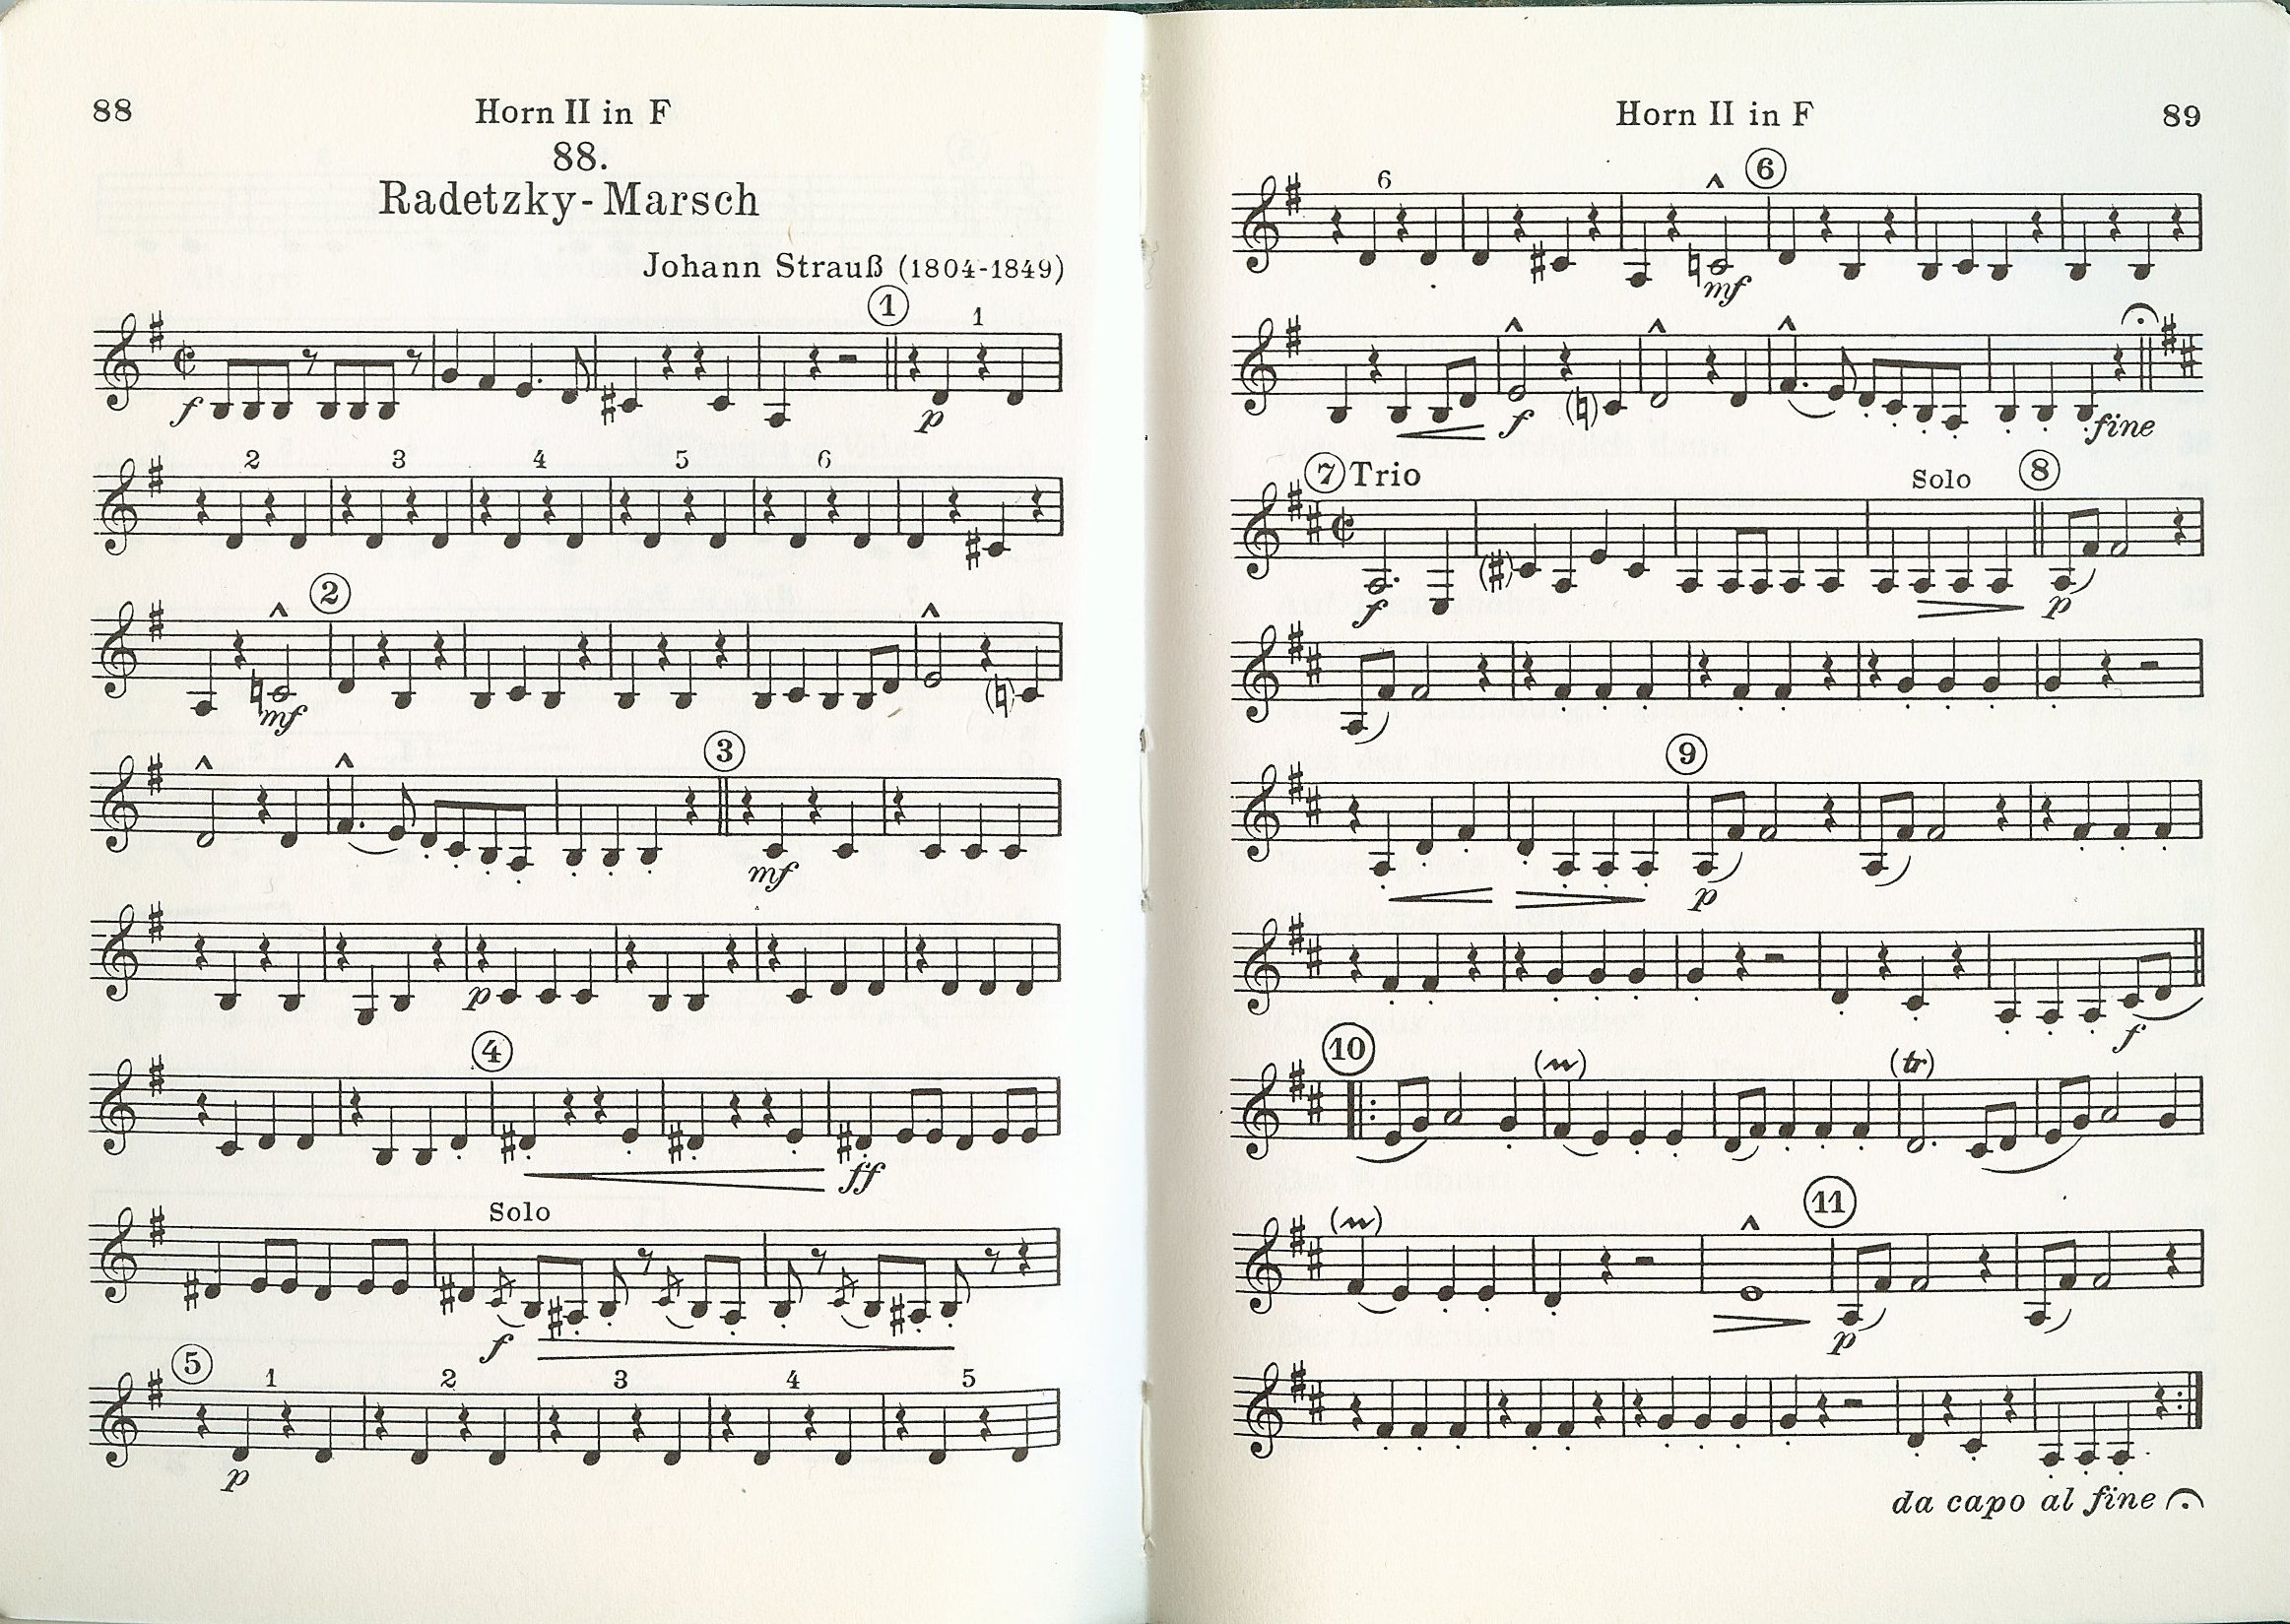 88
Horn II in F
88.
Radetzky-Marsch
Johann Strauß (1804-1849)
1
1
f
p
2 3 4 5 6
2
mf
3
mf
p
4
ff
Solo
f
5
1 2 3 4 5
p
Horn II in F
89
6
6
mf
f
fine
7 Trio
Solo
8
f
p
9
p
f
10
(tr)
11
p
da capo al fine